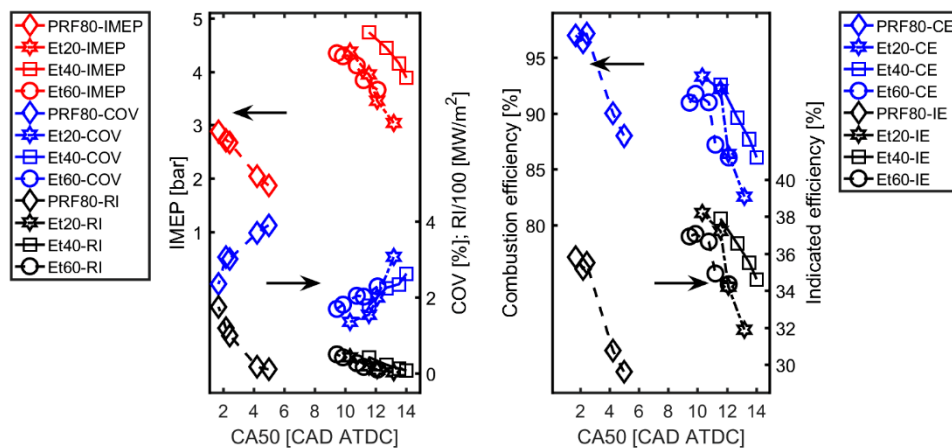 PRF80-IMEP
Et20-IMEP
Et40-IMEP
Et60-IMEP
PRF80-COV
Et20-COV
Et40-COV
Et60-COV
PRF80-RI
Et20-RI
Et40-RI
Et60-RI
IMEP [bar]
5
4
3
2
1
COV [%]; RI/100 [MW/m²]
4
2
0
2 4 6 8 10 12 14
CA50 [CAD ATDC]
Combustion efficiency [%]
95
90
85
80
Indicated efficiency [%]
40
38
36
34
32
30
2 4 6 8 10 12 14
CA50 [CAD ATDC]
PRF80-CE
Et20-CE
Et40-CE
Et60-CE
PRF80-IE
Et20-IE
Et40-IE
Et60-IE